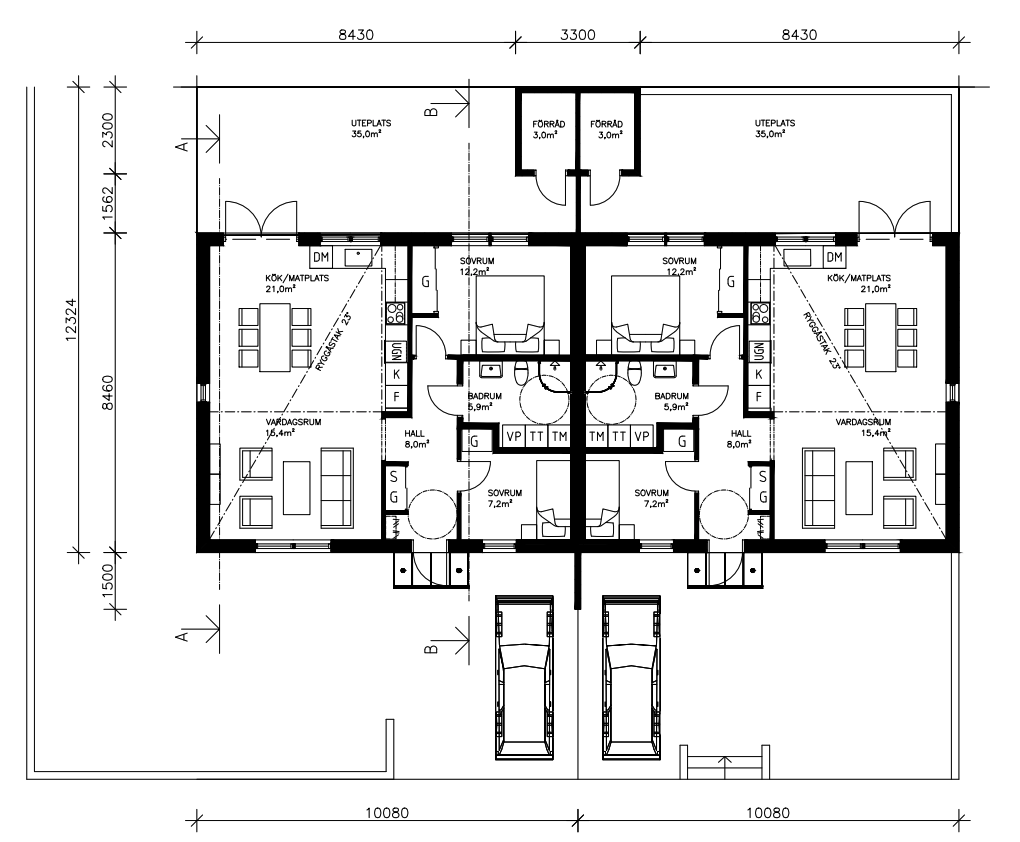 8430 3300 8430
2300
1562
12324
8460
1500
A
B
UTEPLATS
35,0m²
FÖRRÅD
3,0m²
FÖRRÅD
3,0m²
UTEPLATS
35,0m²
DM
KÖK/MATPLATS
21,0m²
RYGGÅSTAK 23°
UGN
K
F
G
SOVRUM
12,2m²
SOVRUM
12,2m²
G
DM
KÖK/MATPLATS
21,0m²
RYGGÅSTAK 23°
UGN
K
F
BADRUM
5,9m²
BADRUM
5,9m²
VARDAGSRUM
15,4m²
HALL
8,0m²
G
VP TT TM
TM TT VP
G
HALL
8,0m²
VARDAGSRUM
15,4m²
S
G
SOVRUM
7,2m²
SOVRUM
7,2m²
S
G
A
B
10080 10080